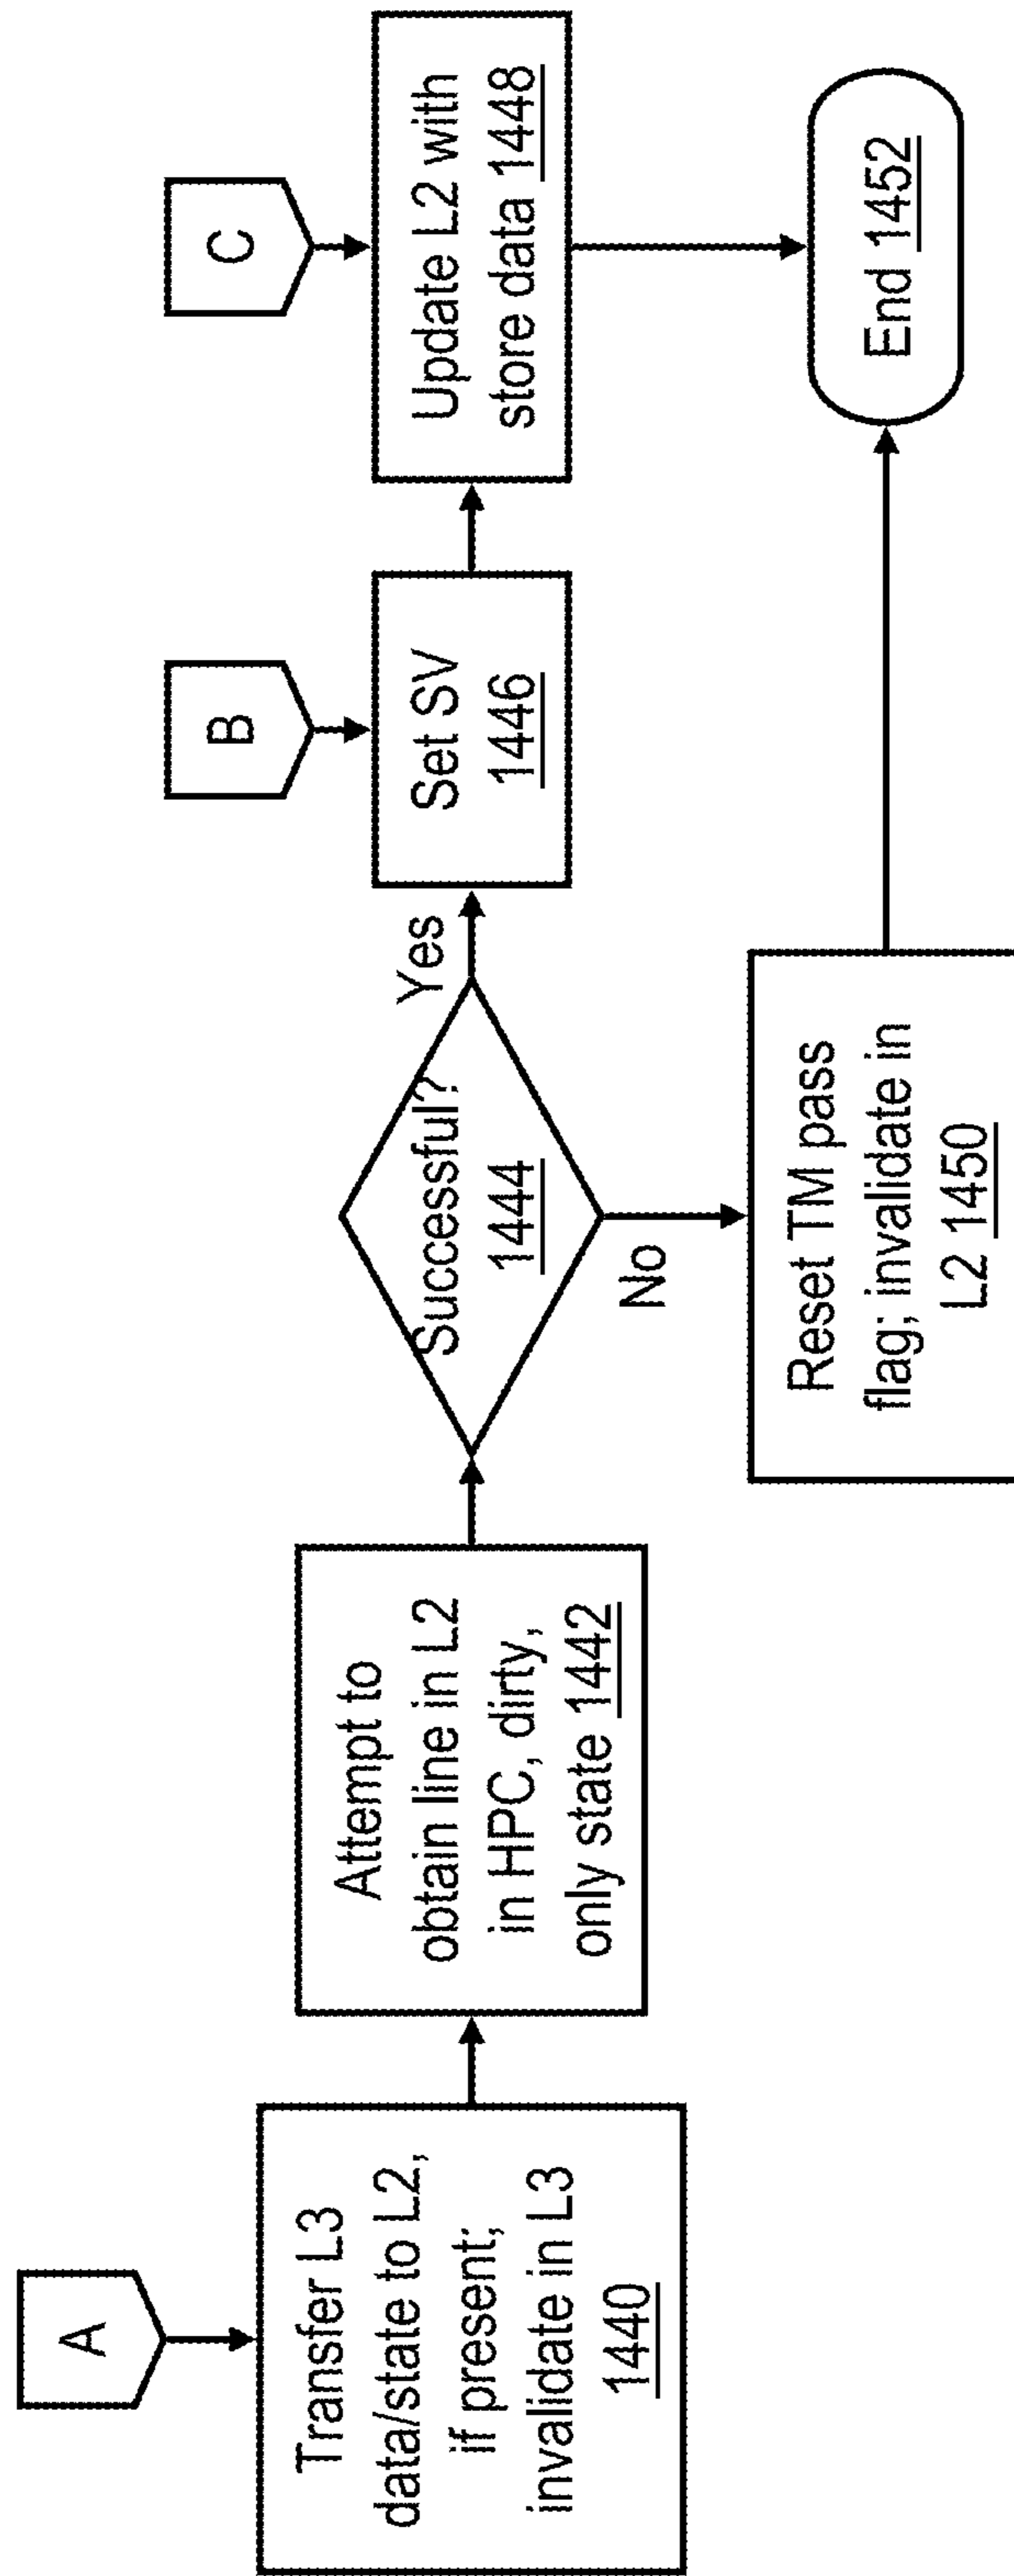 A
Transfer L3
data/state to L2,
if present;
invalidate in L3
1440
Attempt to
obtain line in L2
in HPC, dirty,
only state 1442
Successful?
1444
Yes
No
B
Set SV
1446
C
Update L2 with
store data 1448
Reset TM pass
flag; invalidate in
L2 1450
End 1452